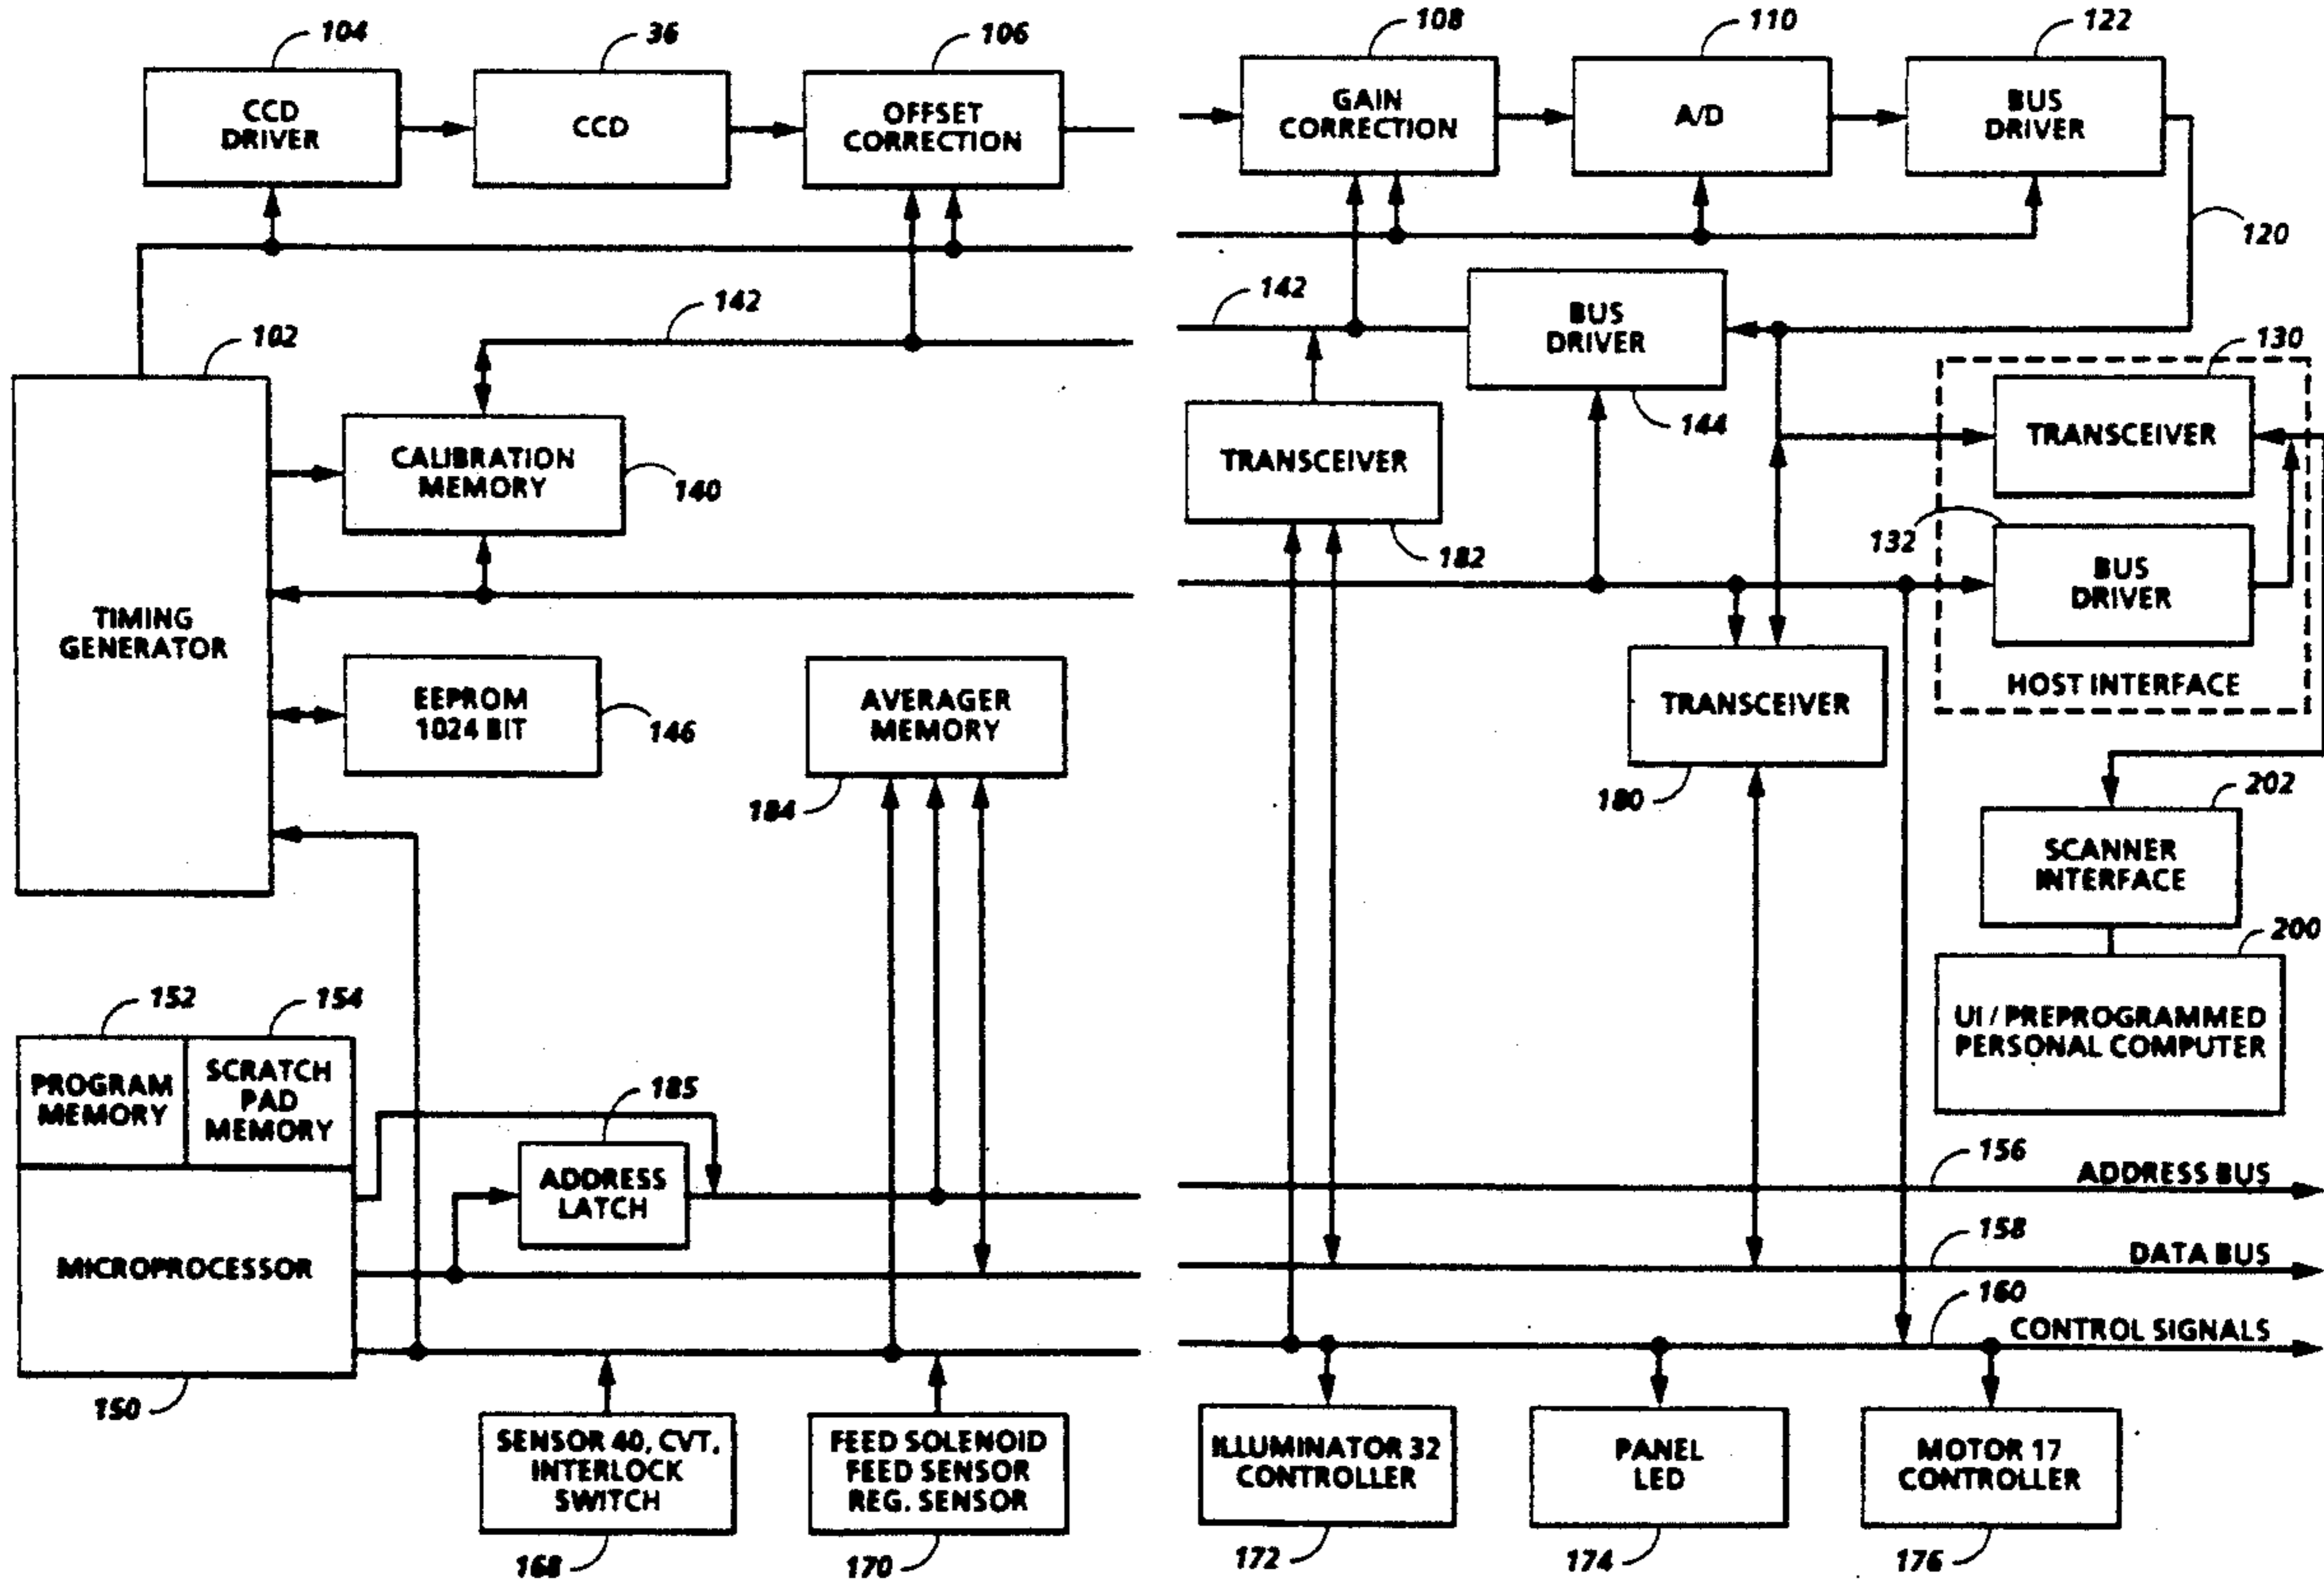 104
36
106
108
110
122
CCD
DRIVER
CCD
OFFSET
CORRECTION
GAIN
CORRECTION
A/D
BUS
DRIVER
120
142
142
BUS
DRIVER
144
102
130
TRANSCEIVER
CALIBRATION
MEMORY
140
TRANSCEIVER
182
132
BUS
DRIVER
HOST INTERFACE
TIMING
GENERATOR
EEPROM
1024 BIT
146
AVERAGER
MEMORY
184
TRANSCEIVER
180
202
SCANNER
INTERFACE
200
UI / PREPROGRAMMED
PERSONAL COMPUTER
152
154
PROGRAM
MEMORY
SCRATCH
PAD
MEMORY
185
ADDRESS
LATCH
MICROPROCESSOR
150
156
ADDRESS BUS
158
DATA BUS
160
CONTROL SIGNALS
SENSOR 40, CVT,
INTERLOCK
SWITCH
168
FEED SOLENOID
FEED SENSOR
REG. SENSOR
170
ILLUMINATOR 32
CONTROLLER
172
PANEL
LED
174
MOTOR 17
CONTROLLER
176